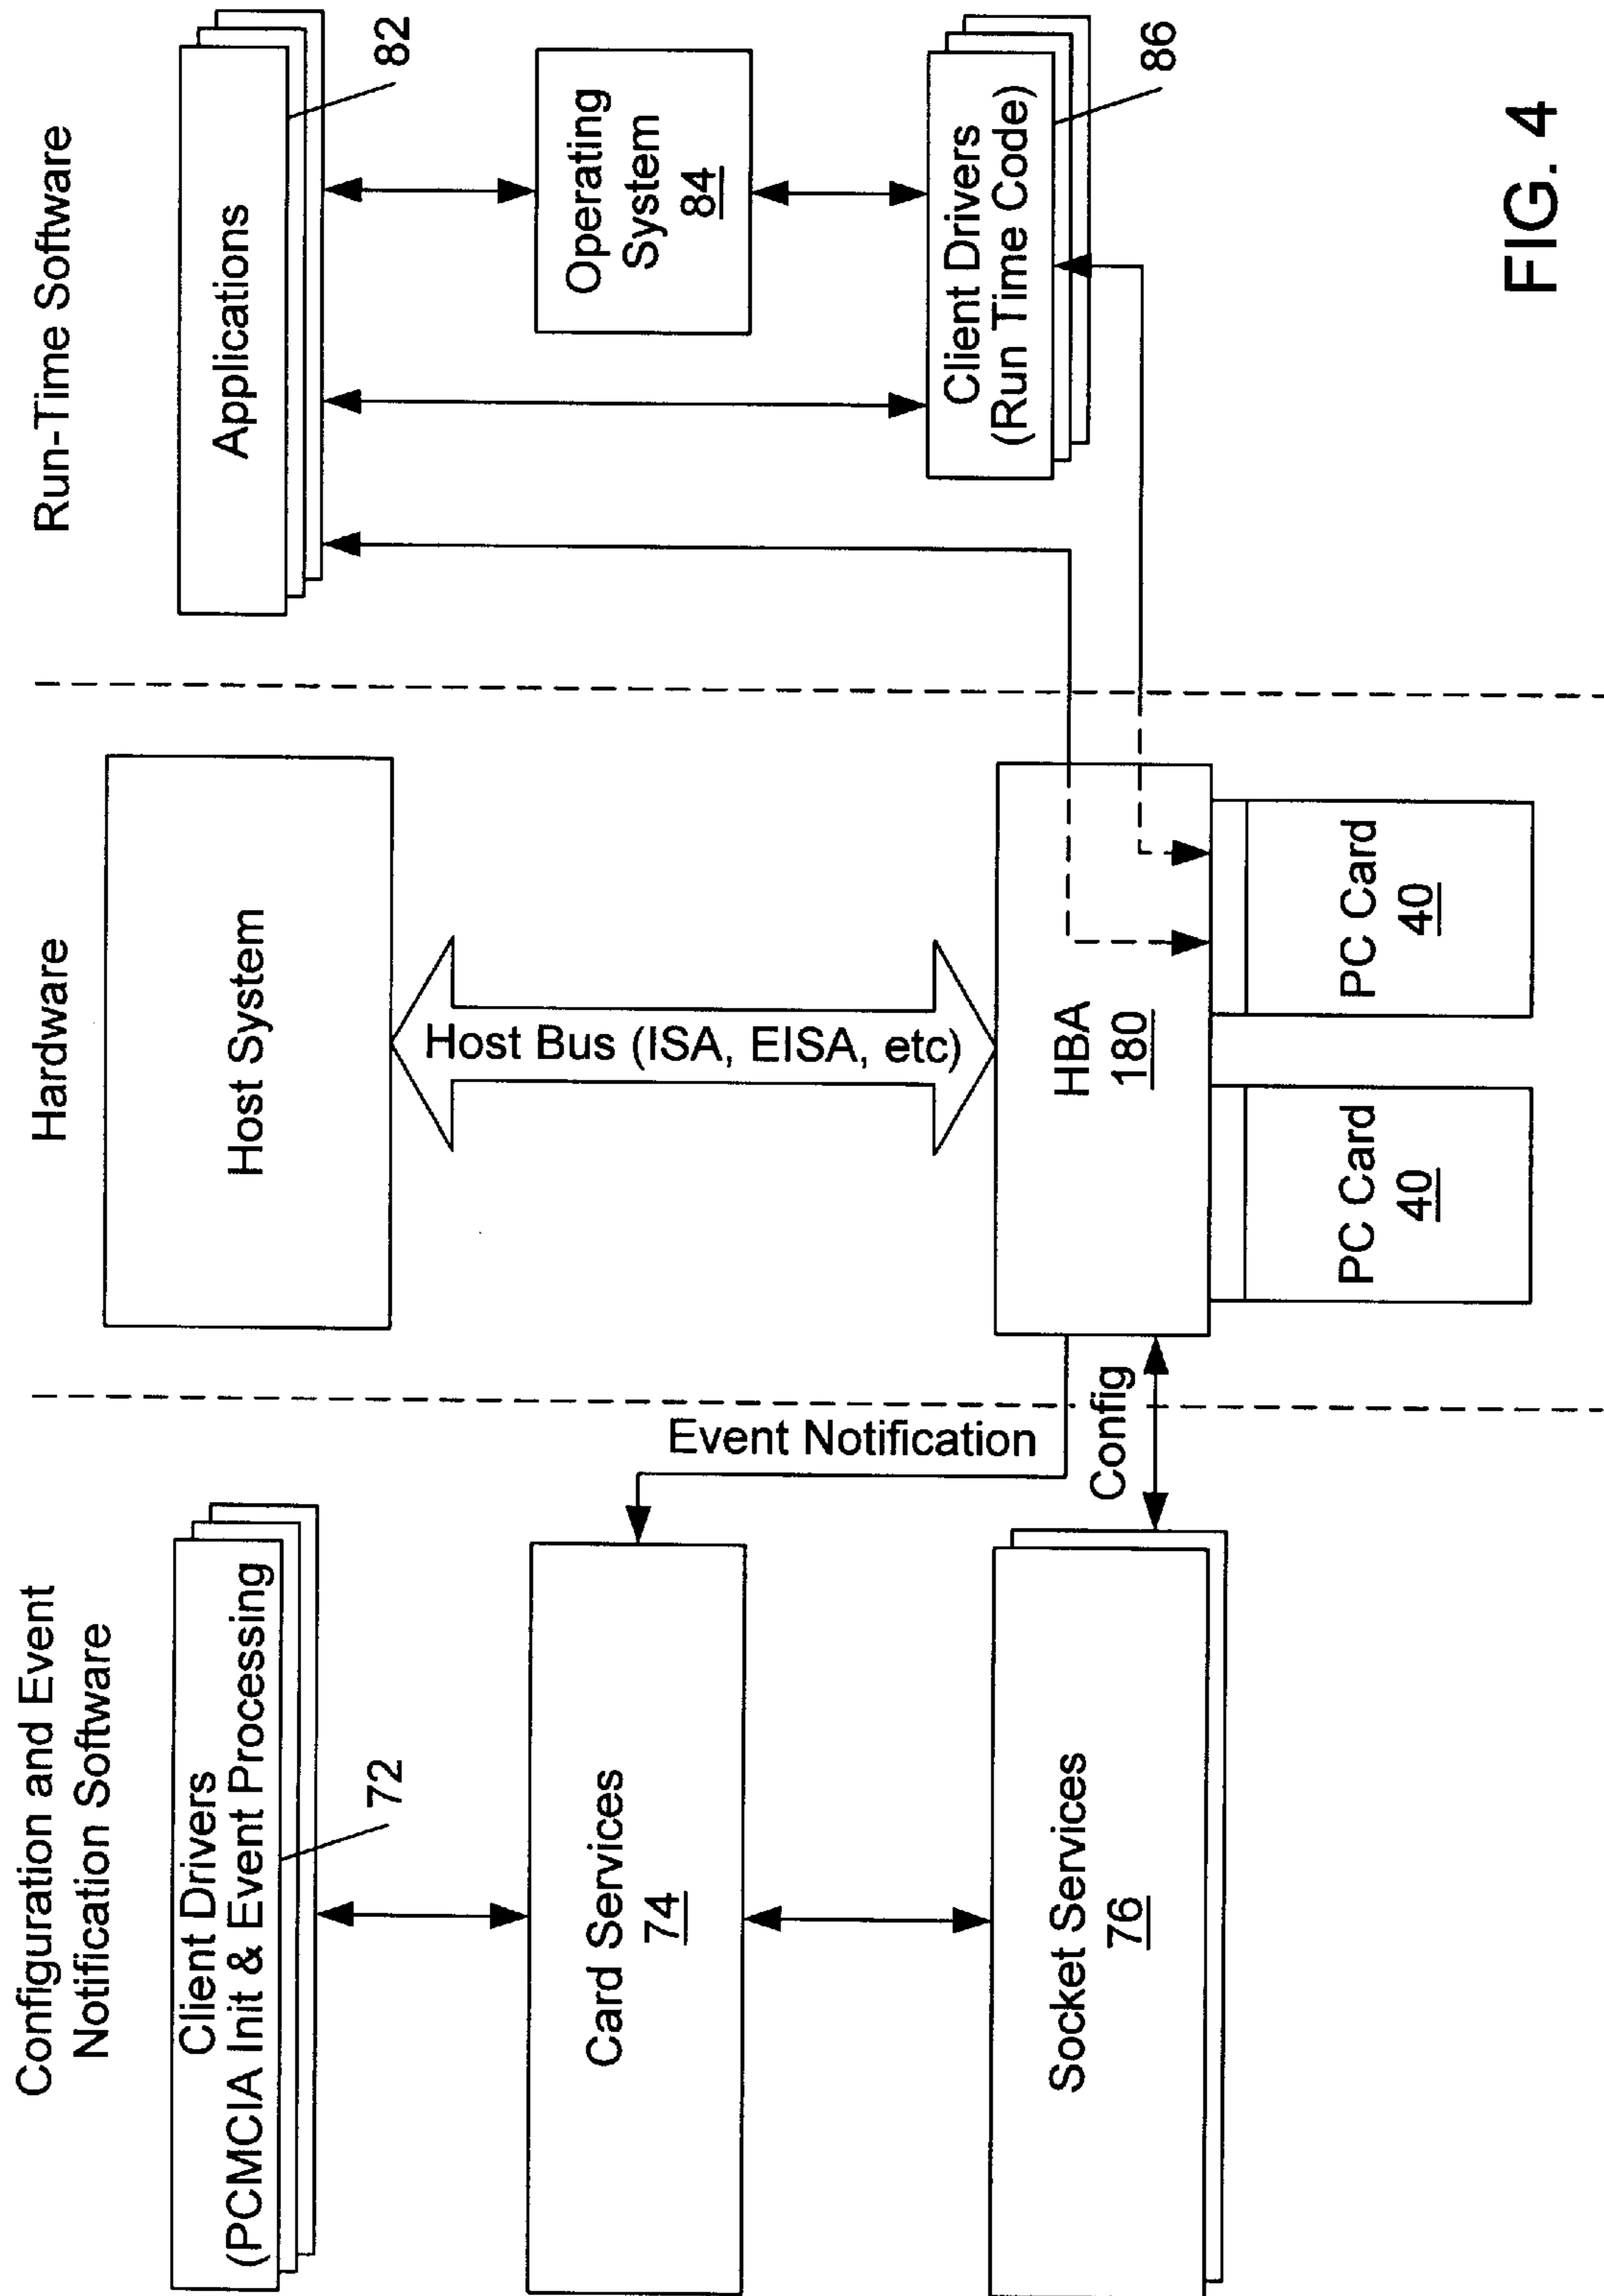 Configuration and Event
Notification Software
Client Drivers
(PCMCIA Init & Event Processing
72
Card Services
74
Socket Services
76
Event Notification
Config
Hardware
Host System
Host Bus (ISA, EISA, etc)
HBA
180
PC Card
40
PC Card
40
Run-Time Software
Applications
82
Operating
System
84
Client Drivers
(Run Time Code)
86
FIG. 4